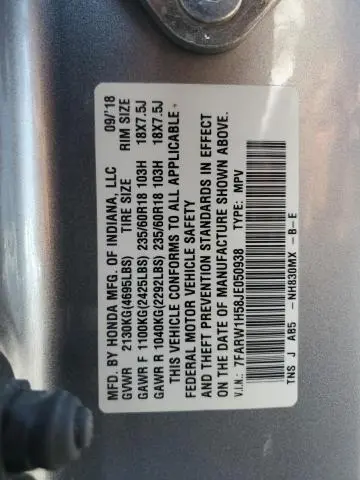 MFD. BY HONDA MFG. OF INDIANA, LLC 09/'18
GVWR 2130KG(4695LBS) TIRE SIZE RIM SIZE
GAWR F 1100KG(2425LBS) 235/60R18 103H 18X7.5J
GAWR R 1040KG(2292LBS) 235/60R18 103H 18X7.5J
THIS VEHICLE CONFORMS TO ALL APPLICABLE
FEDERAL MOTOR VEHICLE SAFETY
AND THEFT PREVENTION STANDARDS IN EFFECT
ON THE DATE OF MANUFACTURE SHOWN ABOVE.
V.I.N.: 7FARW1H58JE050938 TYPE: MPV
TNS J AB5 -NH830MX -B-E